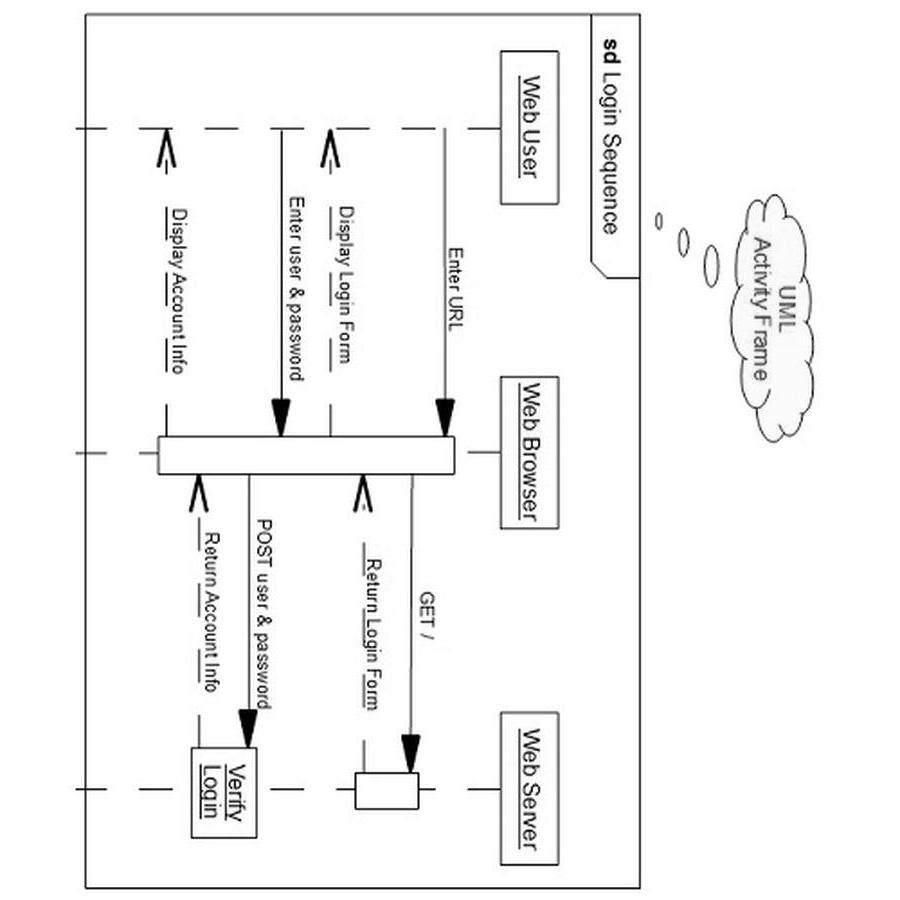 UML
Activity Frame
sd Login Sequence
Web User
Web Browser
Web Server
Enter URL
GET /
Return Login Form
Display Login Form
Enter user & password
POST user & password
Verify
Login
Return Account Info
Display Account Info